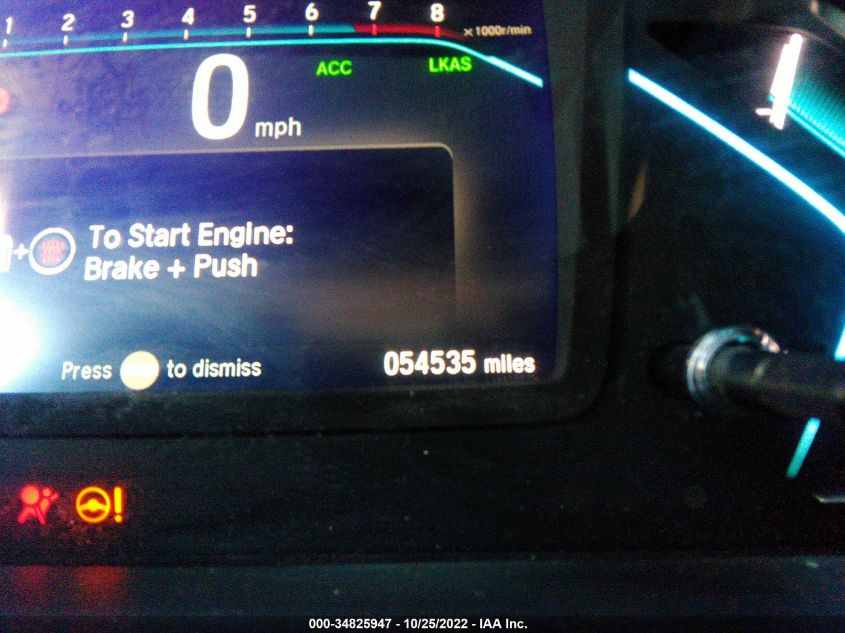 1 2 3 4 5 6 7 8 x1000r/min
ACC LKAS
0 mph
To Start Engine:
Brake + Push
Press to dismiss
054535 miles
000-34825947 - 10/25/2022 - IAA Inc.